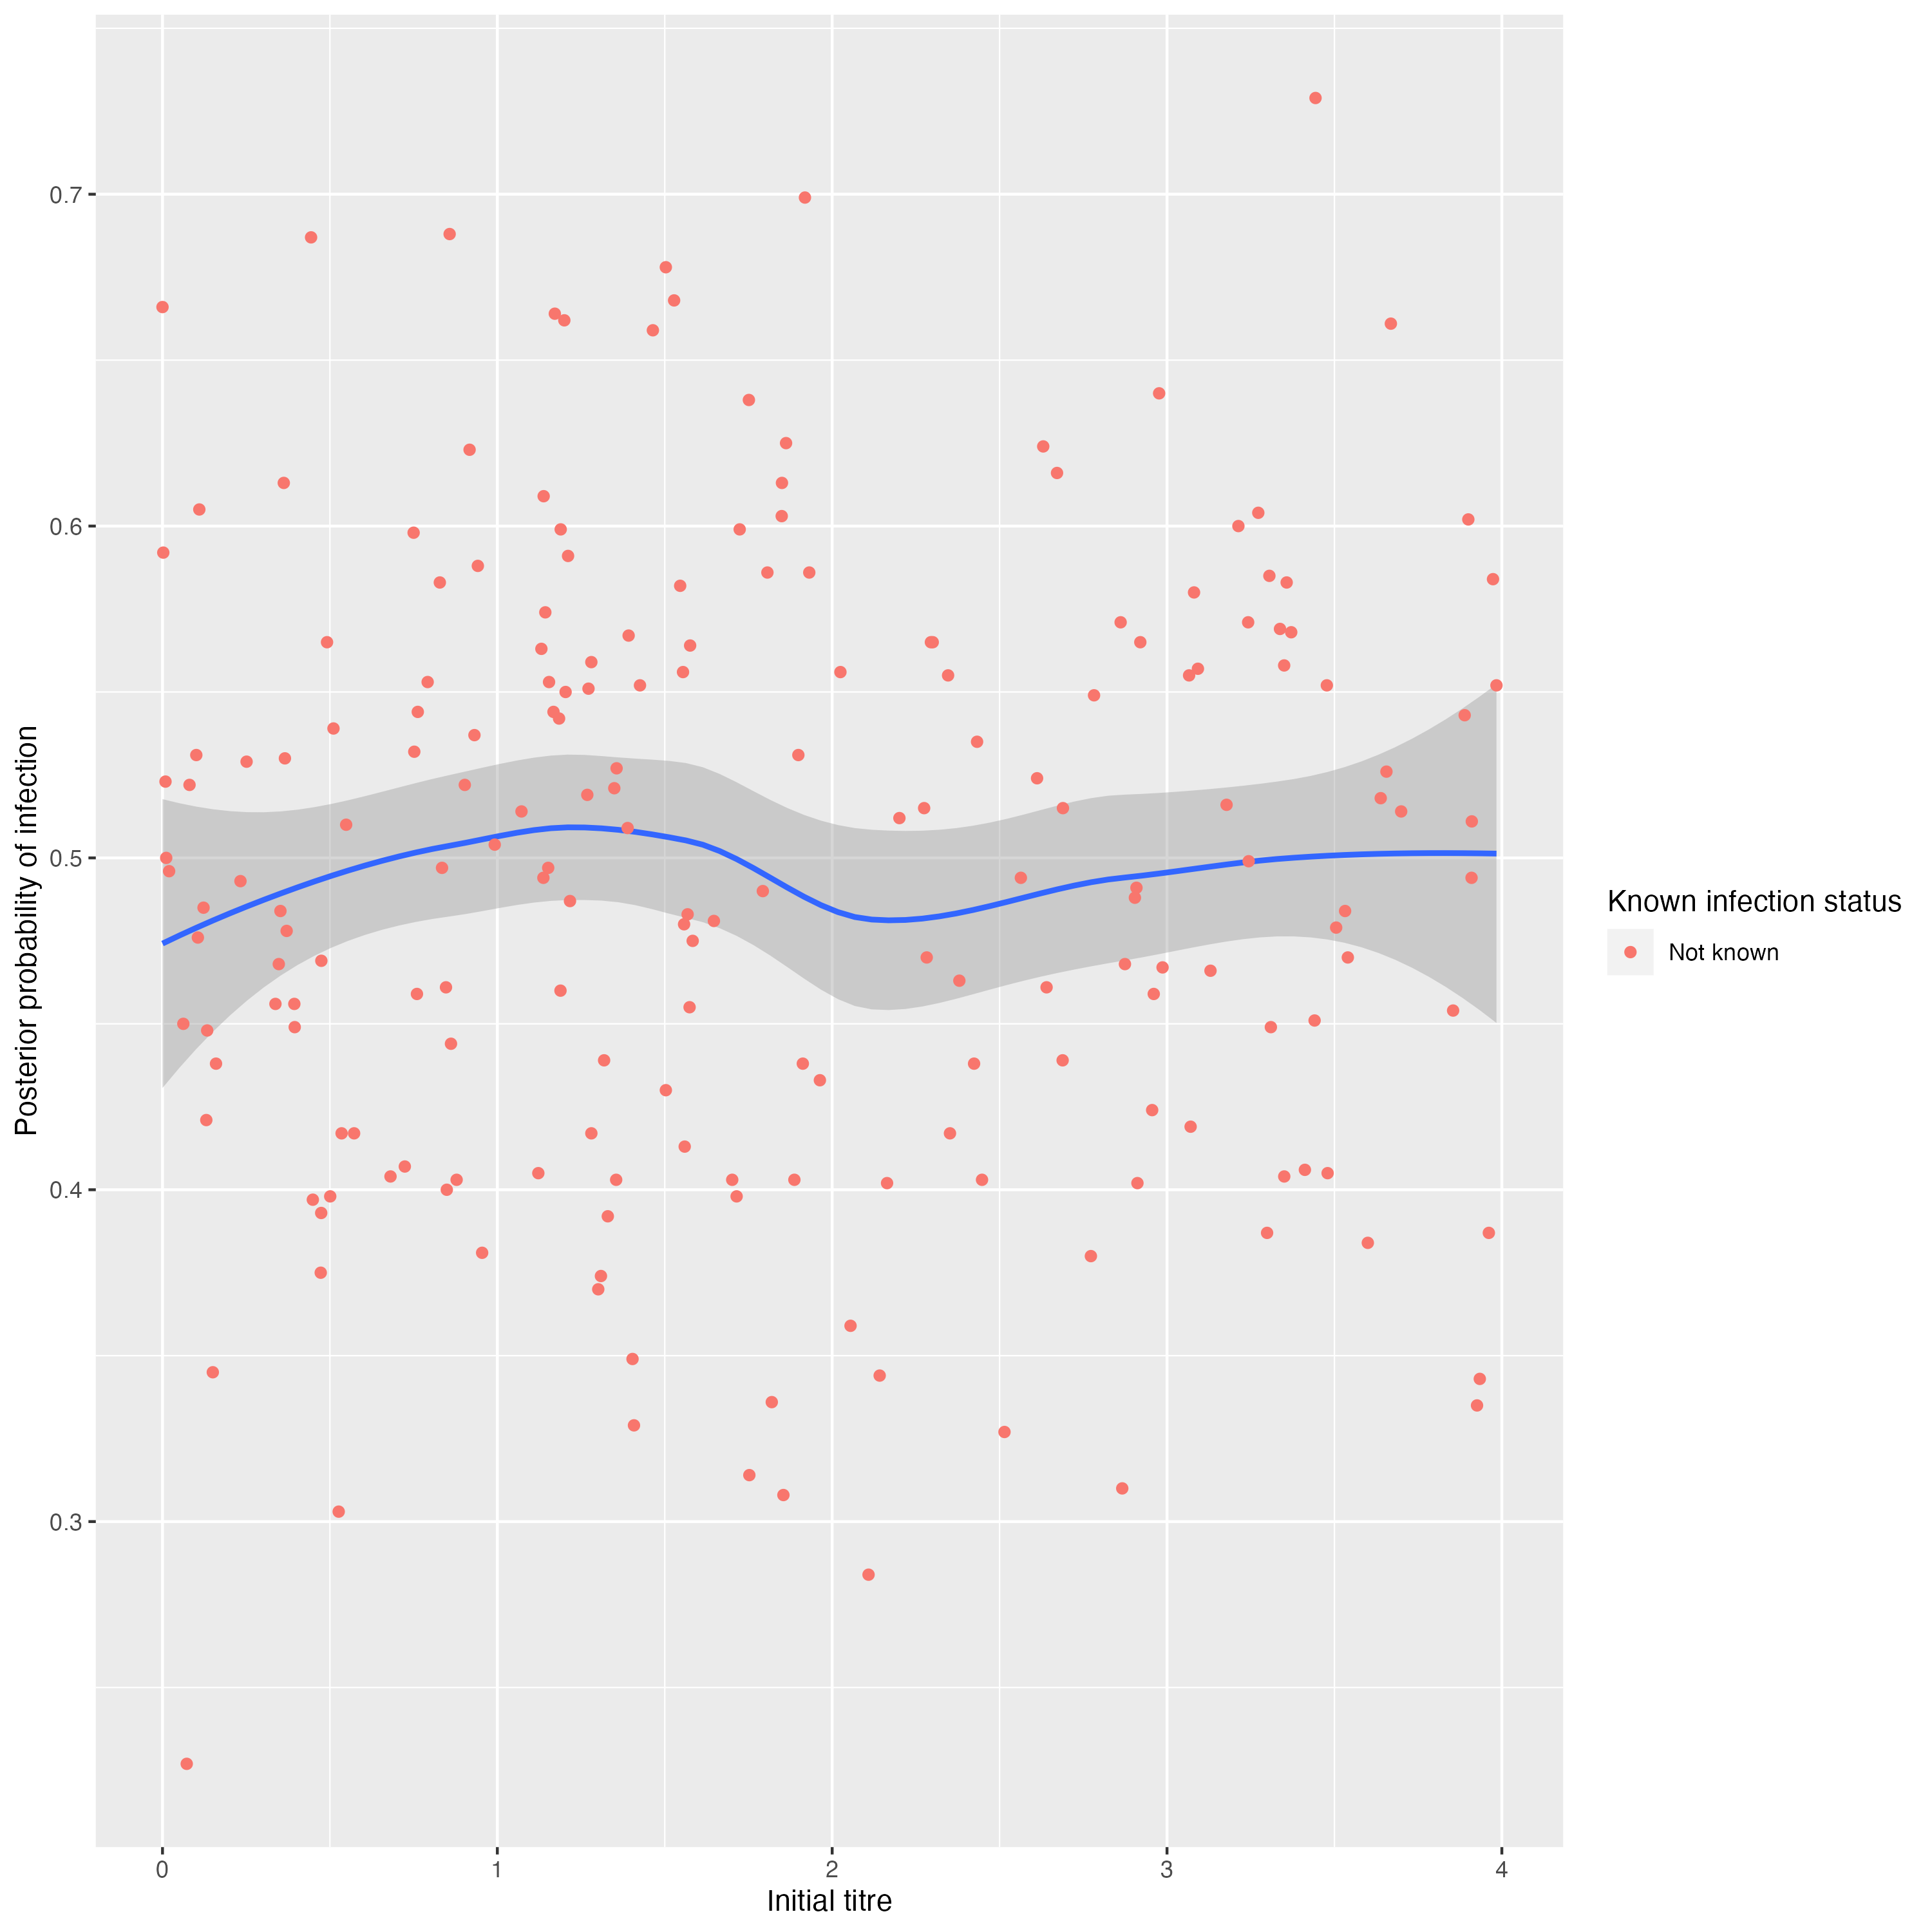 0.7
0.6
0.5
0.4
0.3
Posterior probability of infection
0
1
2
3
4
Initial titre
Known infection status
Not known